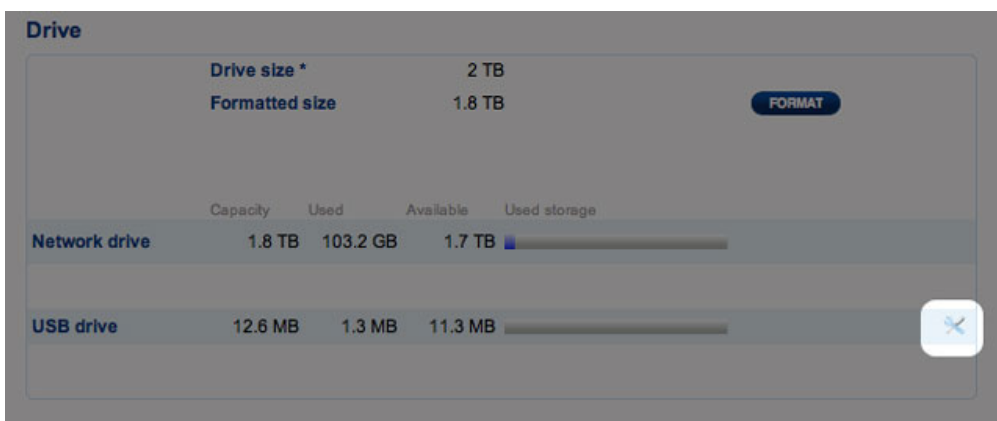 Drive
Drive size * 2 TB
Formatted size 1.8 TB FORMAT
Capacity Used Available Used storage
Network drive 1.8 TB 103.2 GB 1.7 TB
USB drive 12.6 MB 1.3 MB 11.3 MB